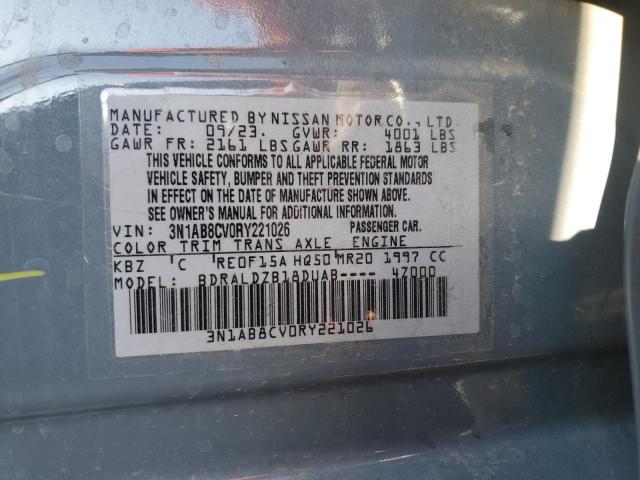 MANUFACTURED BY NISSAN MOTOR CO., LTD.
DATE: 09/23. GVWR: 4001 LBS
GAWR FR: 2161 LBS GAWR RR: 1863 LBS
THIS VEHICLE CONFORMS TO ALL APPLICABLE FEDERAL MOTOR
VEHICLE SAFETY, BUMPER AND THEFT PREVENTION STANDARDS
IN EFFECT ON THE DATE OF MANUFACTURE SHOWN ABOVE.
SEE OWNER'S MANUAL FOR ADDITIONAL INFORMATION.
VIN: 3N1AB8CV0RY221026 PASSENGER CAR.
COLOR TRIM TRANS AXLE ENGINE
KBZ 'C RE0F15A HQ50 MR20 1997 CC
MODEL: BDRALDZB18DUAB---- 4Z000
3N1AB8CV0RY221026